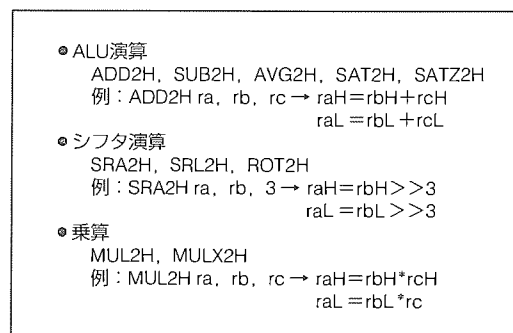 ●ALU演算
ADD2H, SUB2H, AVG2H, SAT2H, SATZ2H
例：ADD2H ra, rb, rc → raH=rbH+rcH
raL=rbL+rcL
●シフタ演算
SRA2H, SRL2H, ROT2H
例：SRA2H ra, rb, 3→ raH=rbH>>3
raL=rbL>>3
●乗算
MUL2H, MULX2H
例：MUL2H ra, rb, rc → raH=rbH*rcH
raL=rbL*rc